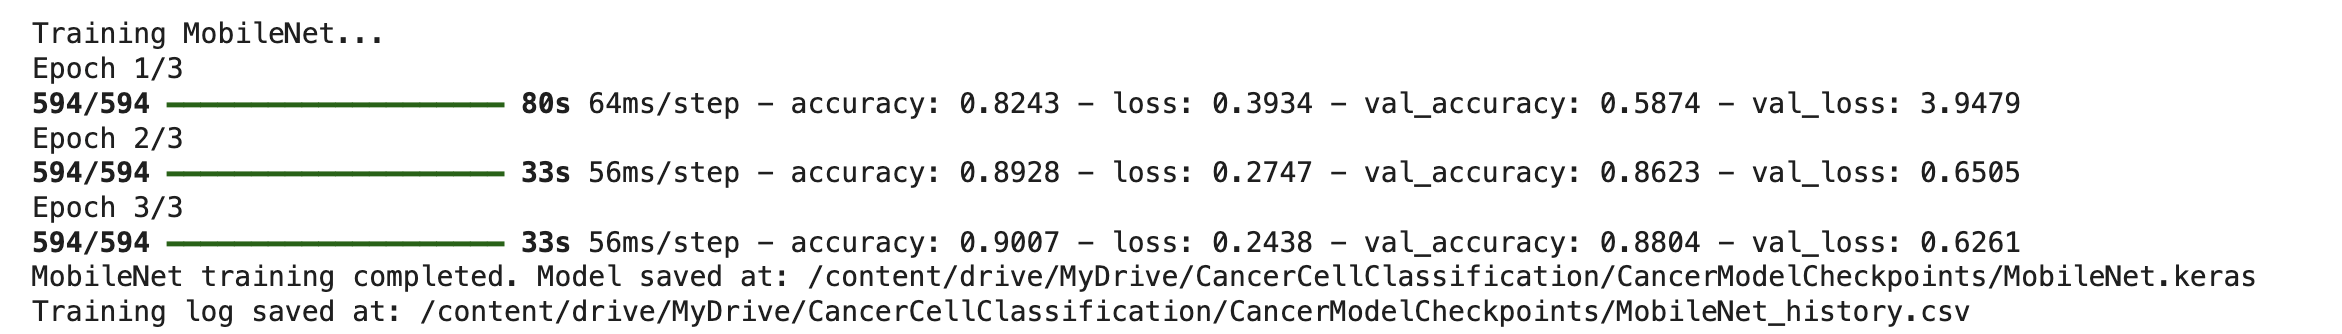 Training MobileNet...
Epoch 1/3
594/594 ━━━━━━━━━━━━━━━━━━━━ 80s 64ms/step - accuracy: 0.8243 - loss: 0.3934 - val_accuracy: 0.5874 - val_loss: 3.9479
Epoch 2/3
594/594 ━━━━━━━━━━━━━━━━━━━━ 33s 56ms/step - accuracy: 0.8928 - loss: 0.2747 - val_accuracy: 0.8623 - val_loss: 0.6505
Epoch 3/3
594/594 ━━━━━━━━━━━━━━━━━━━━ 33s 56ms/step - accuracy: 0.9007 - loss: 0.2438 - val_accuracy: 0.8804 - val_loss: 0.6261
MobileNet training completed. Model saved at: /content/drive/MyDrive/CancerCellClassification/CancerModelCheckpoints/MobileNet.keras
Training log saved at: /content/drive/MyDrive/CancerCellClassification/CancerModelCheckpoints/MobileNet_history.csv